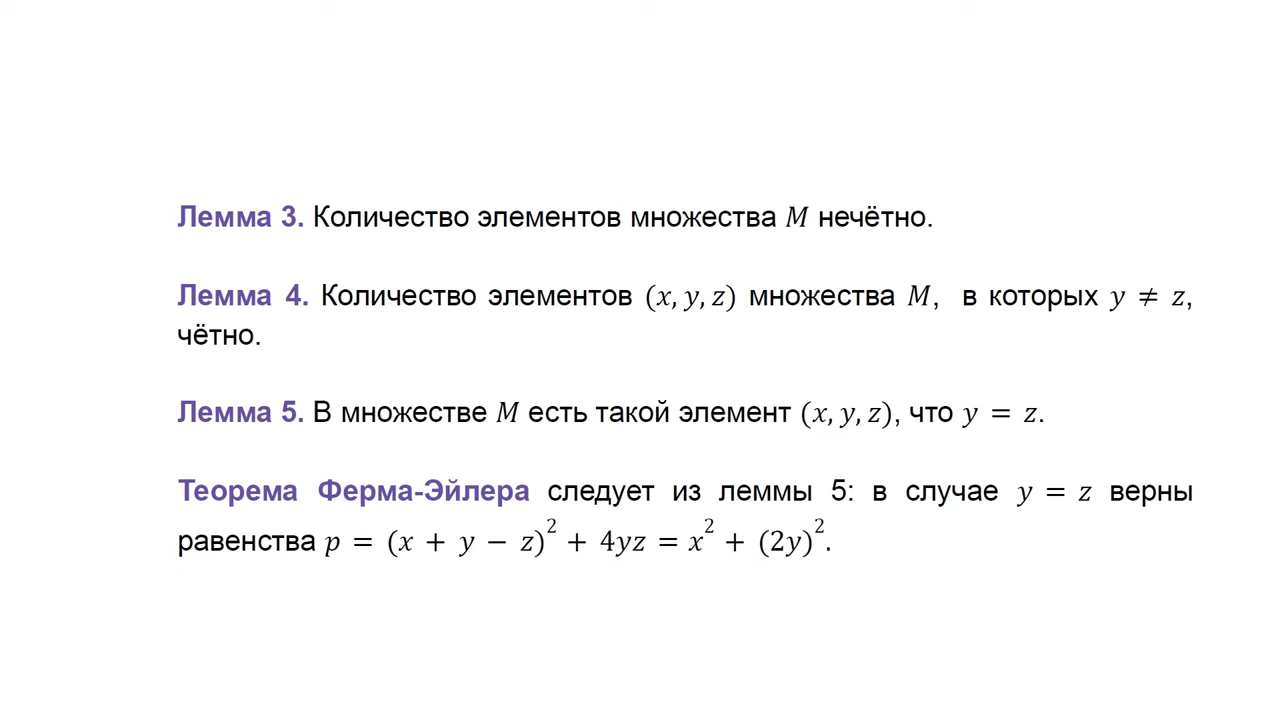 Лемма 3. Количество элементов множества M нечётно.
Лемма 4. Количество элементов (x, y, z) множества M, в которых y ≠ z,
чётно.
Лемма 5. В множестве M есть такой элемент (x, y, z), что y = z.
Теорема Ферма-Эйлера следует из леммы 5: в случае y = z верны
равенства p = (x + y − z)² + 4yz = x² + (2y)².